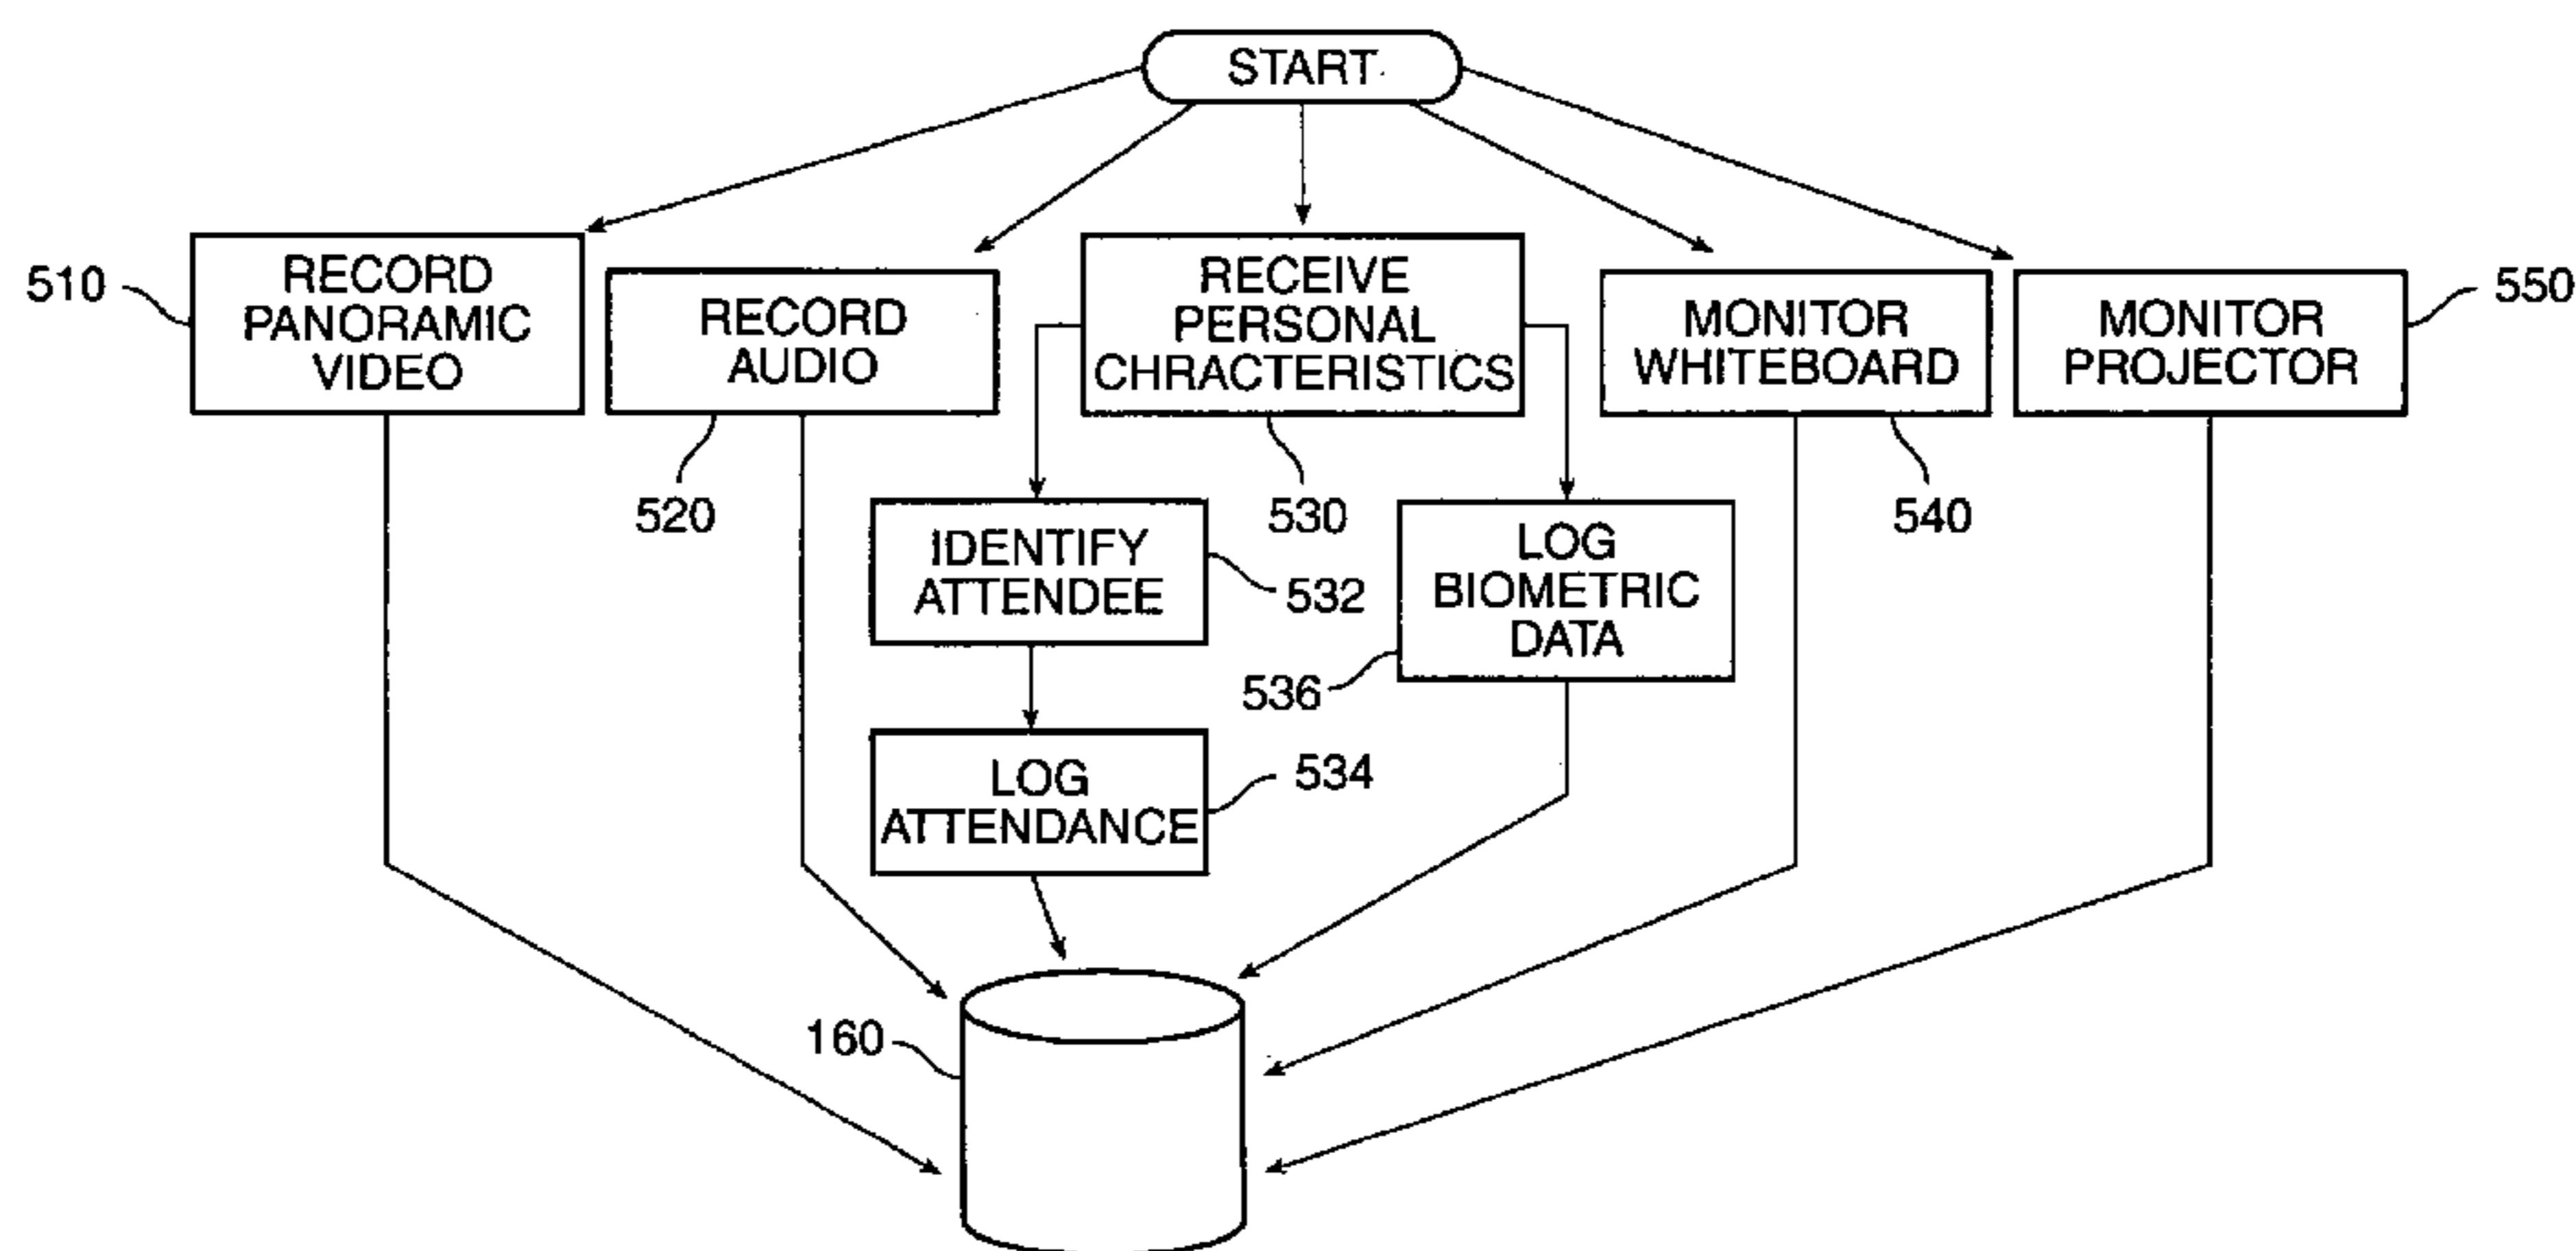 START
510
RECORD
PANORAMIC
VIDEO
RECORD
AUDIO
520
RECEIVE
PERSONAL
CHRACTERISTICS
530
MONITOR
WHITEBOARD
540
MONITOR
PROJECTOR
550
IDENTIFY
ATTENDEE
532
LOG
BIOMETRIC
DATA
536
LOG
ATTENDANCE
534
160